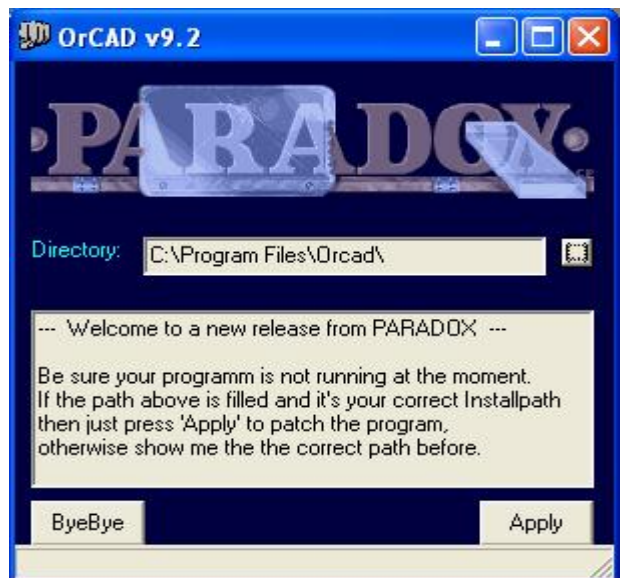 OrCAD v9.2
PARADOX
Directory: C:\Program Files\Orcad\
--- Welcome to a new release from PARADOX ---
Be sure your programm is not running at the moment.
If the path above is filled and it's your correct Installpath
then just press 'Apply' to patch the program,
otherwise show me the the correct path before.
ByeBye Apply